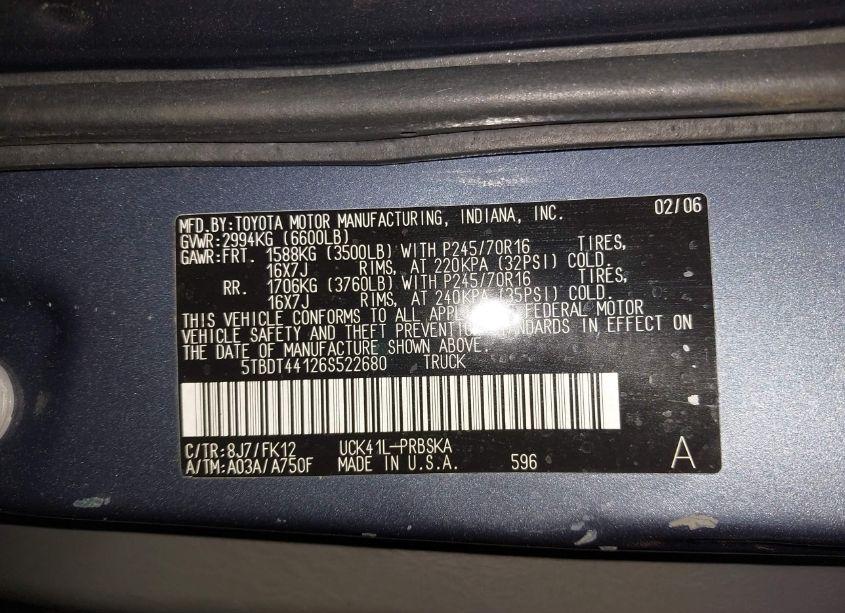 MFD.BY:TOYOTA MOTOR MANUFACTURING, INDIANA, INC. 02/06
GVWR:2994KG (6600LB)
GAWR:FRT. 1588KG (3500LB) WITH P245/70R16 TIRES,
16X7J RIMS, AT 220KPA (32PSI) COLD.
RR. 1706KG (3760LB) WITH P245/70R16 TIRES,
16X7J RIMS, AT 240KPA (35PSI) COLD.
THIS VEHICLE CONFORMS TO ALL FEDERAL MOTOR
VEHICLE SAFETY AND THEFT PREVENTION STANDARDS IN EFFECT ON
THE DATE OF MANUFACTURE SHOWN ABOVE.
5TBDT44126S522680 TRUCK
C/TR:8J7/FK12 UCK41L-PRBSKA
A/TM:A03A/A750F MADE IN U.S.A. 596 A